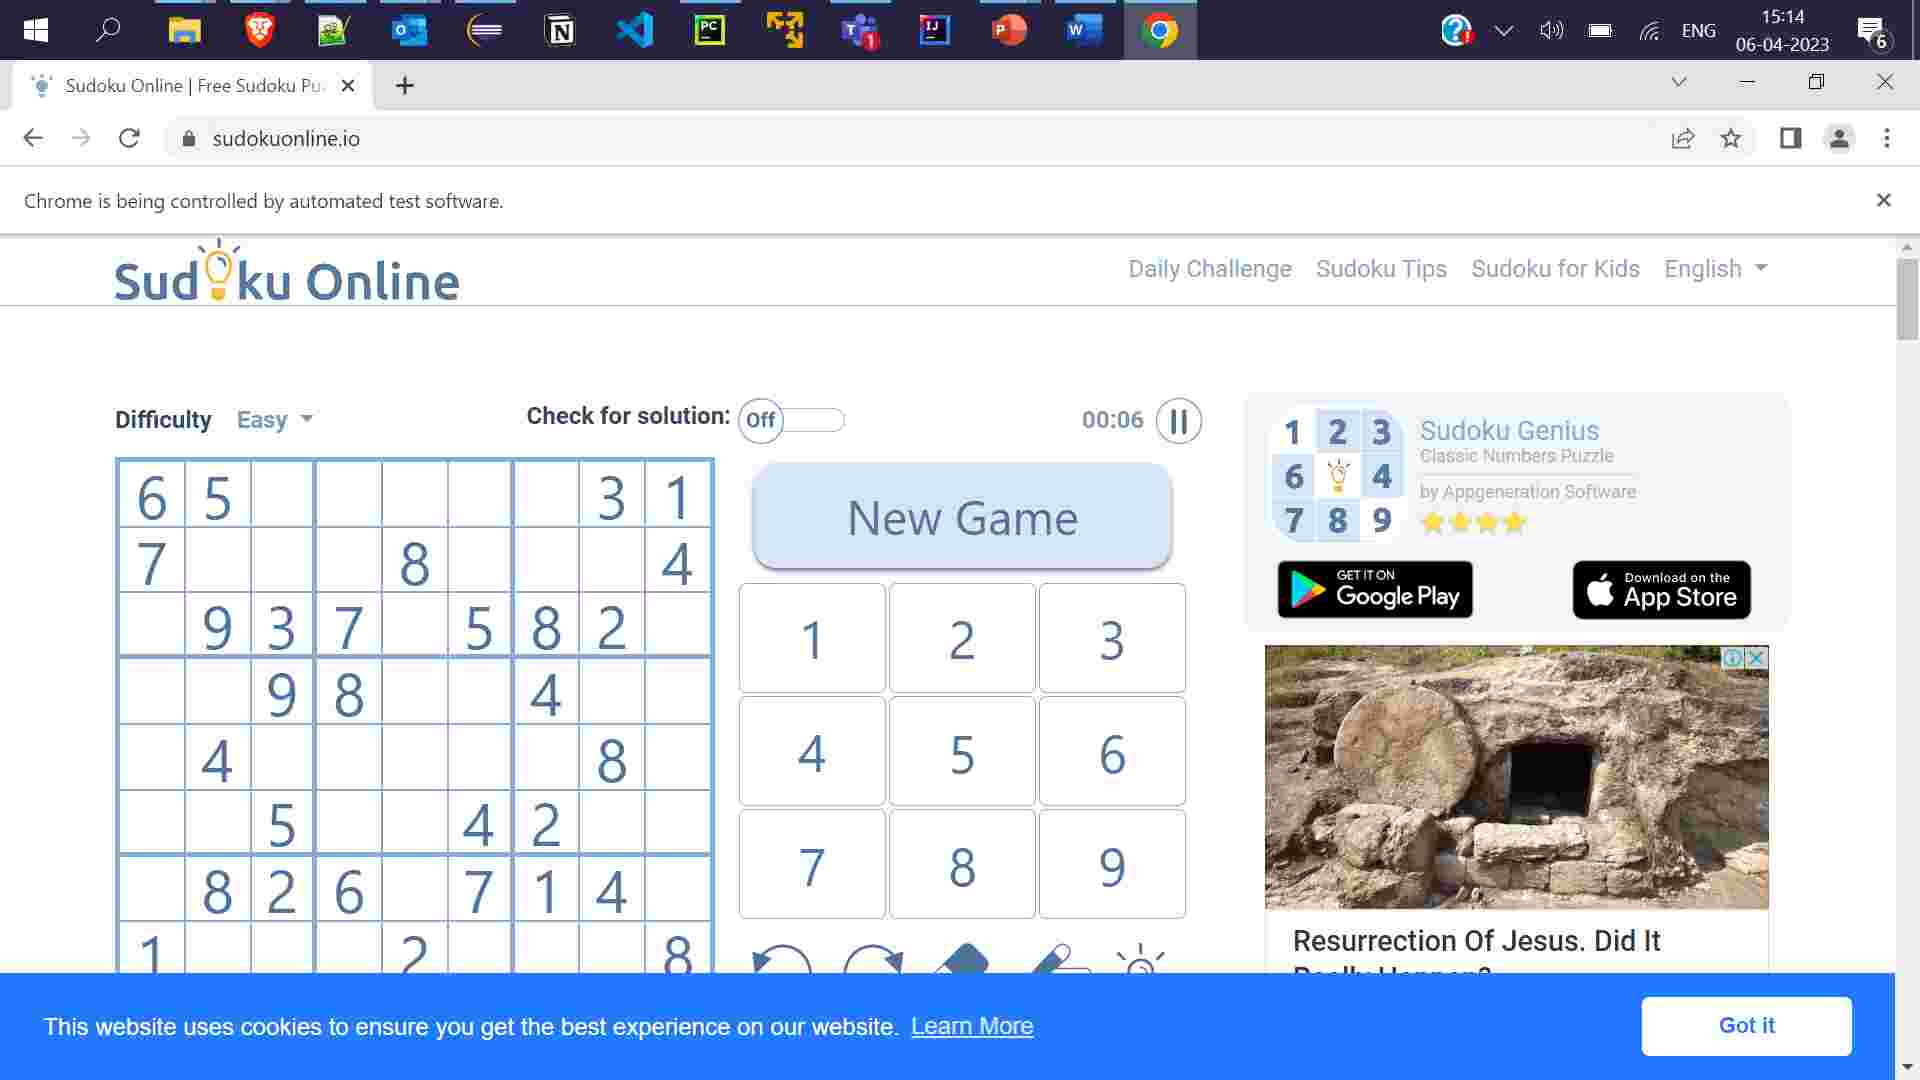 15:14
ENG
06-04-2023
6
Sudoku Online | Free Sudoku Pu
sudokuonline.io
Chrome is being controlled by automated test software.
Sudoku Online
Daily Challenge Sudoku Tips Sudoku for Kids English
Difficulty Easy Check for solution: Off 00:06
New Game
6 5 3 1
7 8 4
9 3 7 5 8 2
9 8 4
4 8
5 4 2
8 2 6 7 1 4
1 2 8
1 2 3
4 5 6
7 8 9
1 2 3
6 4
7 8 9
Sudoku Genius
Classic Numbers Puzzle
by Appgeneration Software
GET IT ON
Google Play
Download on the
App Store
Resurrection Of Jesus. Did It
Really Happen?
This website uses cookies to ensure you get the best experience on our website. Learn More
Got it